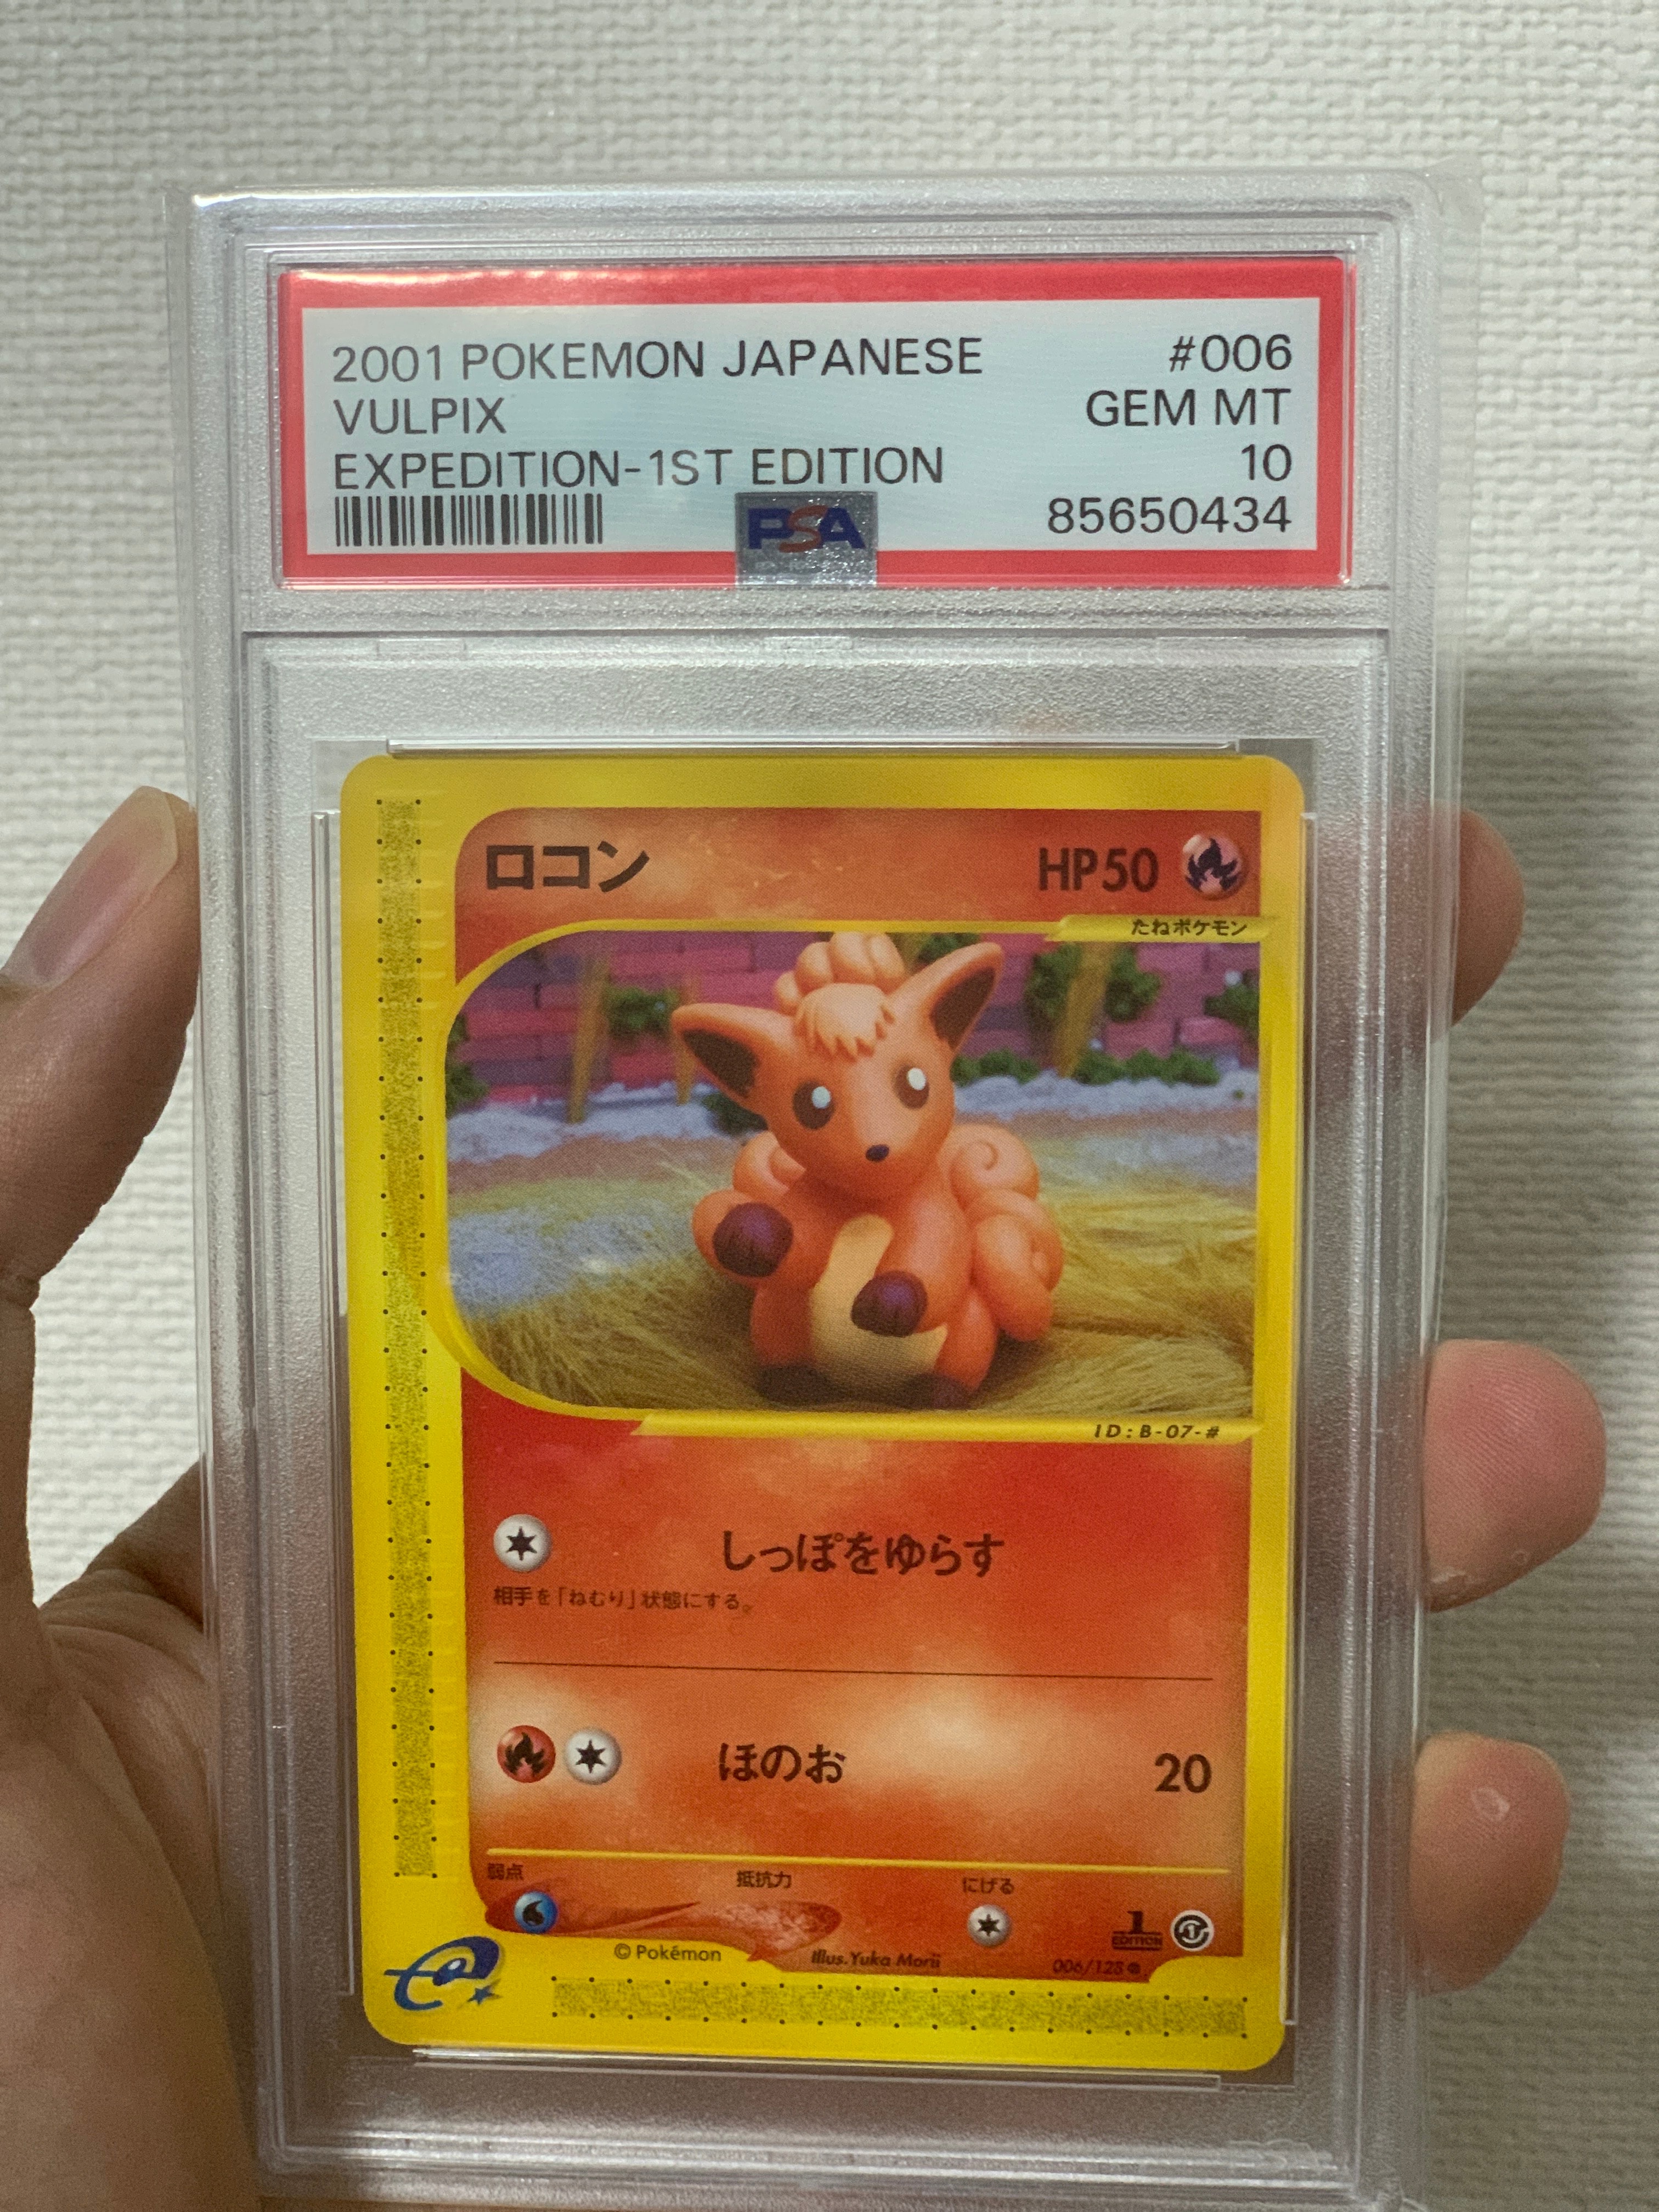 2001 POKEMON JAPANESE #006
VULPIX GEM MT
EXPEDITION-1ST EDITION 10
PSA 85650434
ロコン HP50
たねポケモン
ID:B-07-#
しっぽをゆらす
相手を「ねむり」状態にする。
ほのお 20
弱点 抵抗力 にげる
1 EDITION
©Pokémon Illus.Yuka Morii 006/128
e